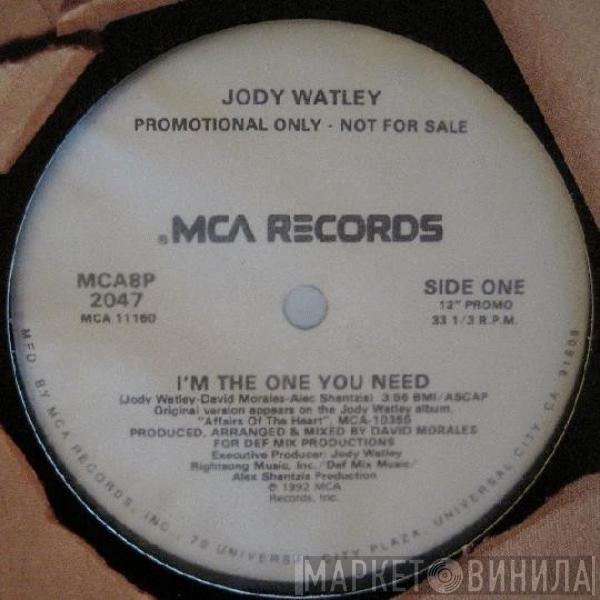 JODY WATLEY
PROMOTIONAL ONLY - NOT FOR SALE
®MCA RECORDS
MCA8P
2047
MCA 11160
SIDE ONE
12" PROMO
33 1/3 R.P.M.
I'M THE ONE YOU NEED
(Jody Watley-David Morales-Alec Shantzis) 3:56 BMI/ASCAP
Original version appears on the Jody Watley album,
"Affairs Of The Heart", MCA-10355
PRODUCED, ARRANGED & MIXED BY DAVID MORALES
FOR DEF MIX PRODUCTIONS
Executive Producer: Jody Watley
Rightsong Music, Inc./Def Mix Music/
Alex Shantzis Production
℗ 1992 MCA
Records, Inc.
MFD. BY MCA RECORDS, INC. · 70 UNIVERSAL CITY PLAZA, UNIVERSAL CITY, CA. 91608
МАРКЕТ ВИНИЛА